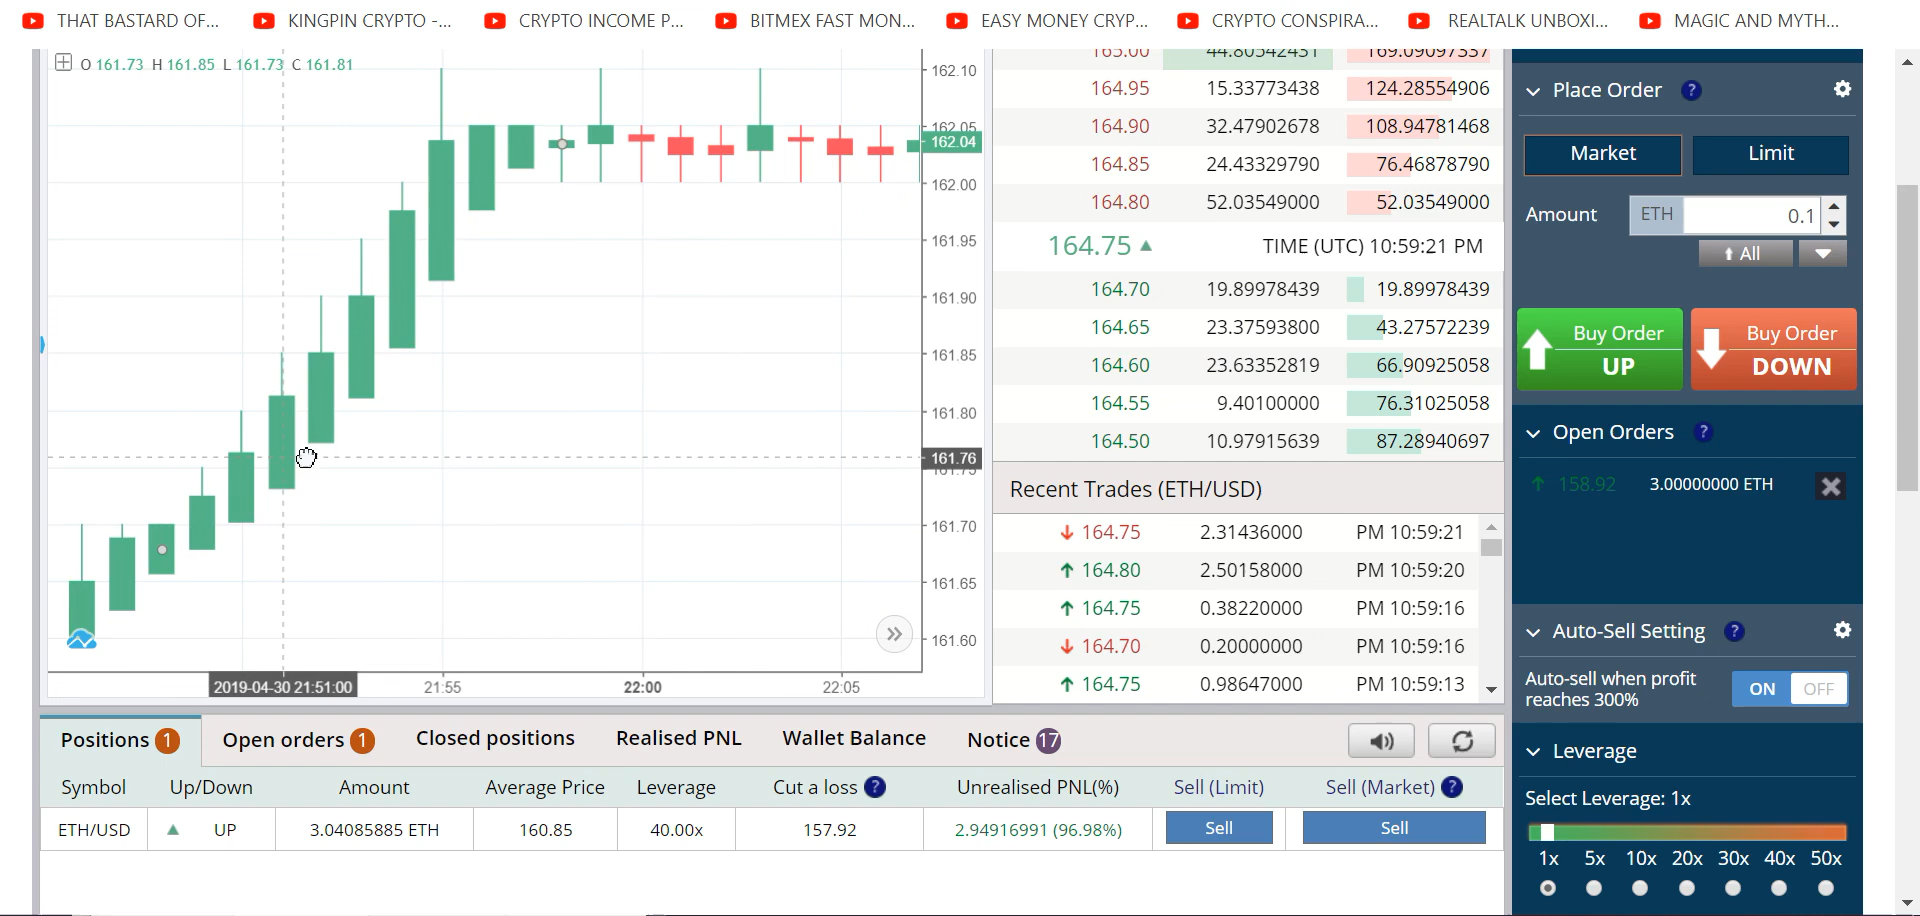 THAT BASTARD OF...
KINGPIN CRYPTO -...
CRYPTO INCOME P...
BITMEX FAST MON...
EASY MONEY CRYP...
CRYPTO CONSPIRA...
REALTALK UNBOXI...
MAGIC AND MYTH...
O 161.73 H 161.85 L 161.73 C 161.81
162.10
162.05
162.04
162.00
161.95
161.90
161.85
161.80
161.76
161.75
161.70
161.65
161.60
2019-04-30 21:51:00
21:55
22:00
22:05
165.00 44.80542431 169.09097337
164.95 15.33773438 124.28554906
164.90 32.47902678 108.94781468
164.85 24.43329790 76.46878790
164.80 52.03549000 52.03549000
164.75 TIME (UTC) 10:59:21 PM
164.70 19.89978439 19.89978439
164.65 23.37593800 43.27572239
164.60 23.63352819 66.90925058
164.55 9.40100000 76.31025058
164.50 10.97915639 87.28940697
Recent Trades (ETH/USD)
↓ 164.75 2.31436000 PM 10:59:21
↑ 164.80 2.50158000 PM 10:59:20
↑ 164.75 0.38220000 PM 10:59:16
↓ 164.70 0.20000000 PM 10:59:16
↑ 164.75 0.98647000 PM 10:59:13
Place Order ?
Market Limit
Amount ETH 0.1
All
Buy Order
UP
Buy Order
DOWN
Open Orders ?
↑ 158.92 3.00000000 ETH
Auto-Sell Setting ?
Auto-sell when profit
reaches 300%
ON OFF
Leverage
Select Leverage: 1x
1x 5x 10x 20x 30x 40x 50x
Positions 1 Open orders 1 Closed positions Realised PNL Wallet Balance Notice 17
Symbol Up/Down Amount Average Price Leverage Cut a loss ? Unrealised PNL(%) Sell (Limit) Sell (Market) ?
ETH/USD UP 3.04085885 ETH 160.85 40.00x 157.92 2.94916991 (96.98%) Sell Sell